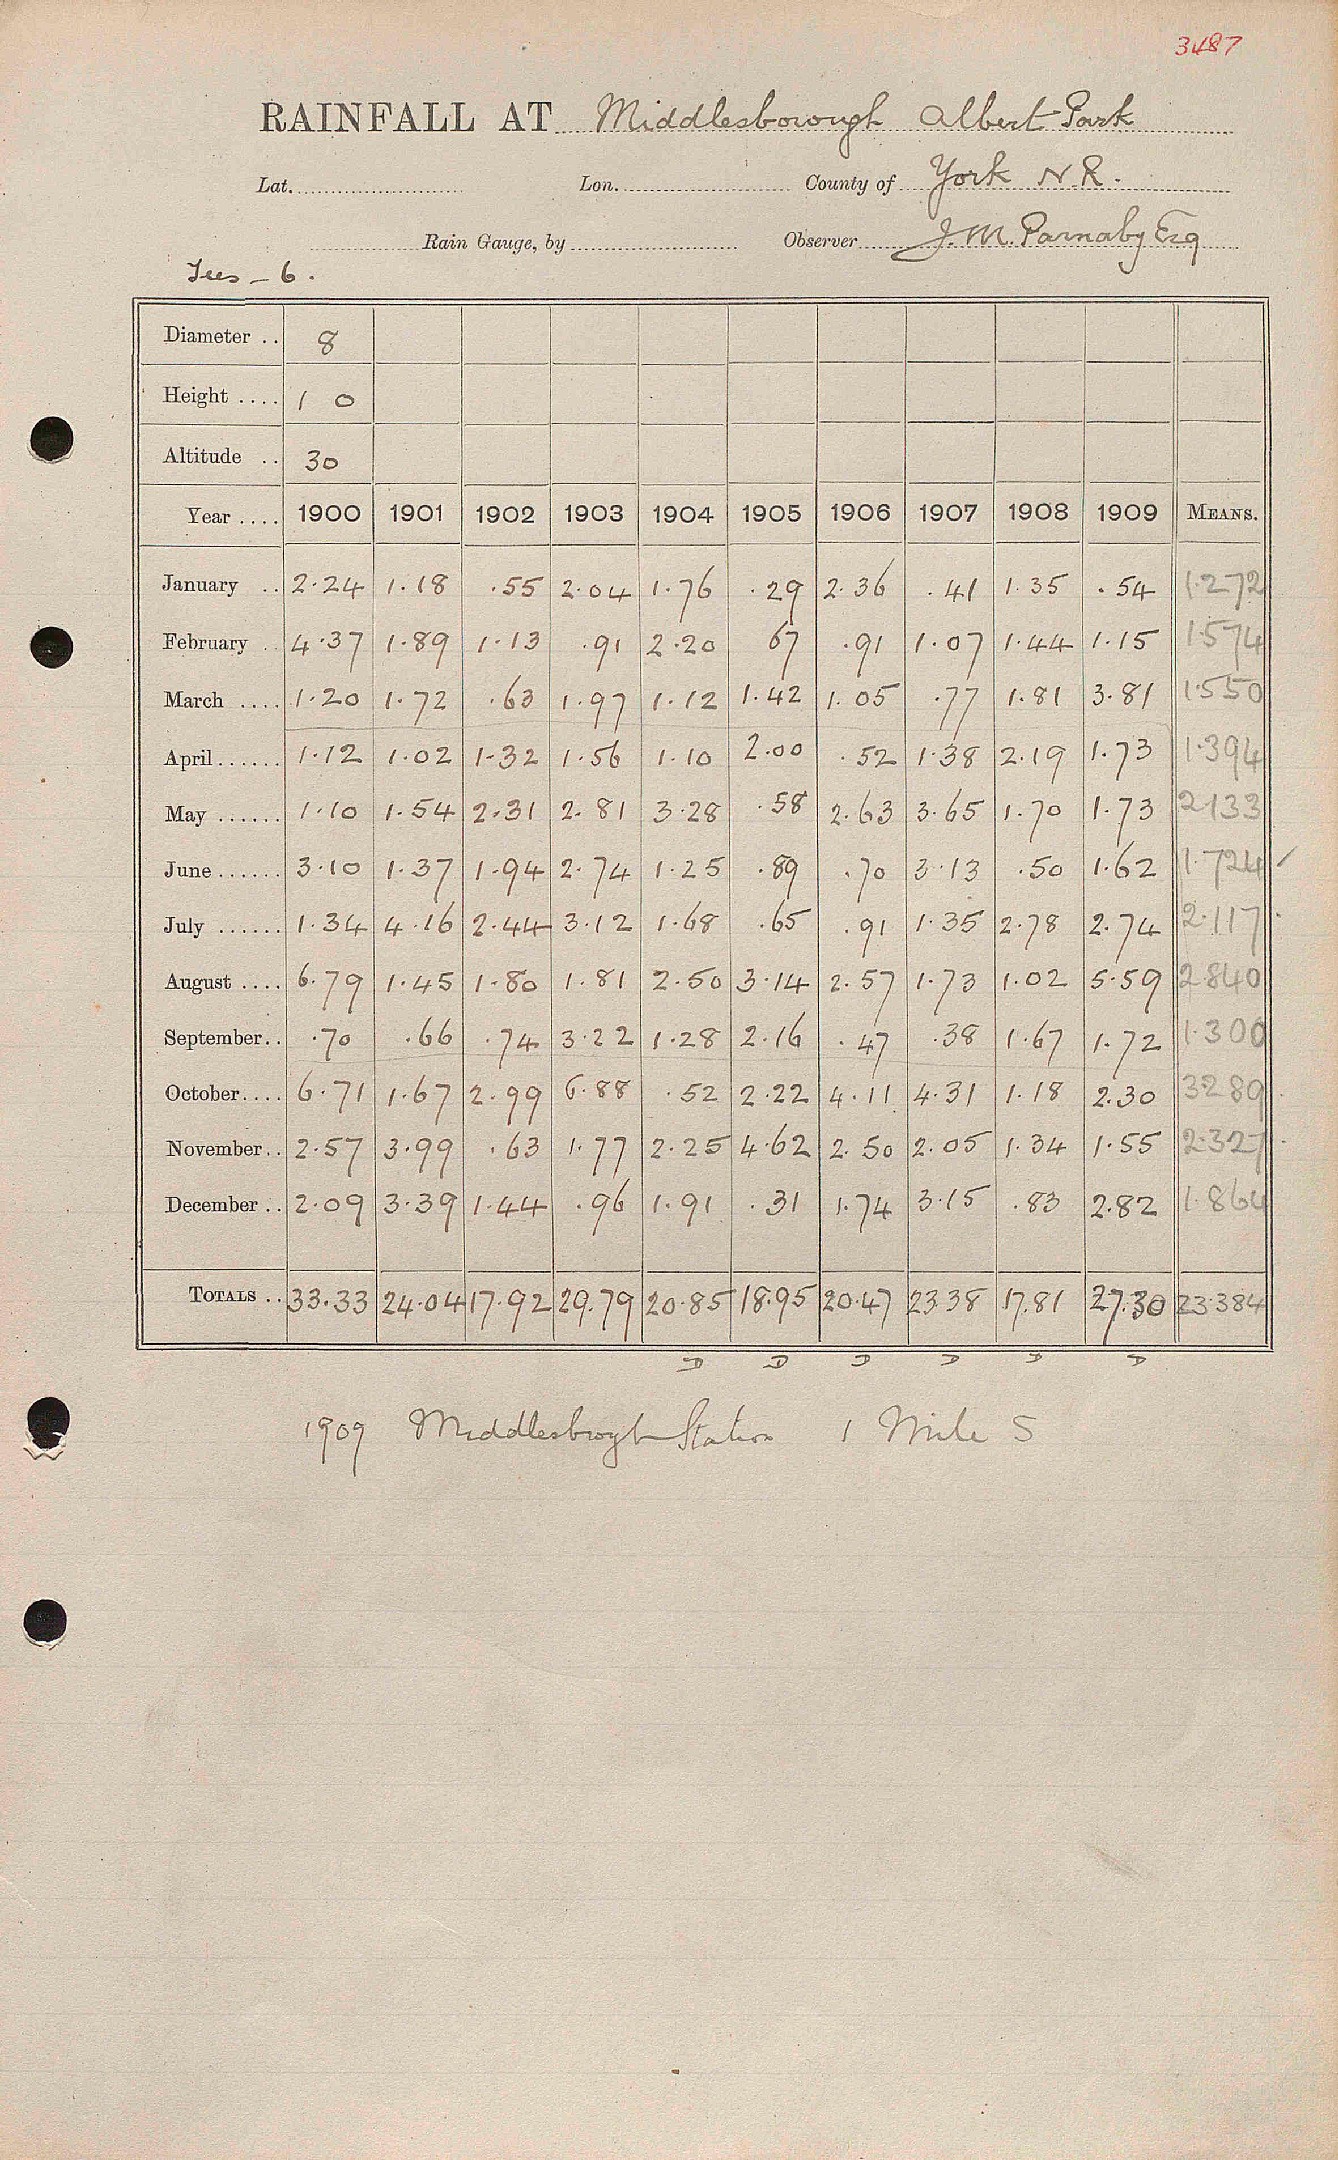 3487
RAINFALL AT Middlesborough Albert Park
Lat. Lon. County of York N.R.
Rain Gauge, by Observer J. M. Parnaby Esq
Tees – 6.
Diameter .. 8
Height .... 1 0
Altitude .. 30
Year .... 1900 1901 1902 1903 1904 1905 1906 1907 1908 1909 MEANS.
January .. 2.24 1.18 .55 2.04 1.76 .29 2.36 .41 1.35 .54 1.272
February .. 4.37 1.89 1.13 .91 2.20 67 .91 1.07 1.44 1.15 1.574
March .... 1.20 1.72 .63 1.97 1.12 1.42 1.05 .77 1.81 3.81 1.550
April ...... 1.12 1.02 1.32 1.56 1.10 2.00 .52 1.38 2.19 1.73 1.394
May ...... 1.10 1.54 2.31 2.81 3.28 .58 2.63 3.65 1.70 1.73 2.133
June ...... 3.10 1.37 1.94 2.74 1.25 .89 .70 3.13 .50 1.62 1.724
July ...... 1.34 4.16 2.44 3.12 1.68 .65 .91 1.35 2.78 2.74 2.117
August .... 6.79 1.45 1.80 1.81 2.50 3.14 2.57 1.73 1.02 5.59 2.840
September .. .70 .66 .74 3.22 1.28 2.16 .47 .38 1.67 1.72 1.300
October .... 6.71 1.67 2.99 6.88 .52 2.22 4.11 4.31 1.18 2.30 3.289
November .. 2.57 3.99 .63 1.77 2.25 4.62 2.50 2.05 1.34 1.55 2.327
December .. 2.09 3.39 1.44 .96 1.91 .31 1.74 3.15 .83 2.82 1.864
TOTALS .. 33.33 24.04 17.92 29.79 20.85 18.95 20.47 23.38 17.81 27.30 23.384
D D D D D D
1909 Middlesbrogh Station 1 Mile S